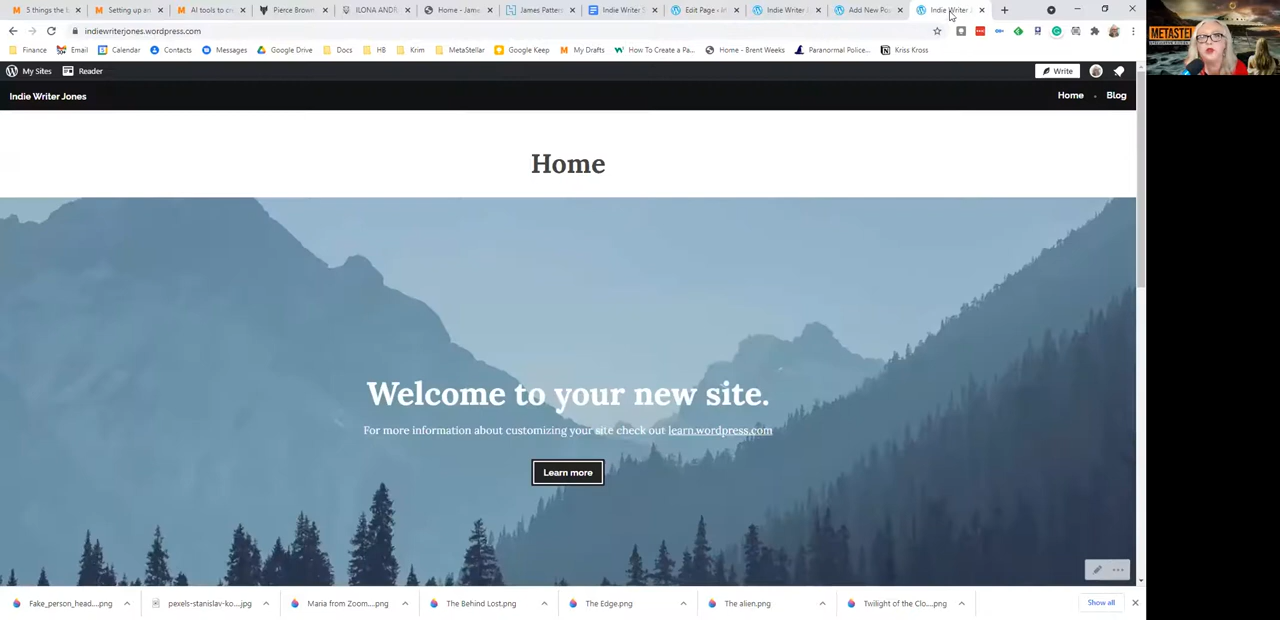 5 things the i
Setting up an
AI tools to cre
Pierce Brown
ILONA ANDR
Home - Jame
James Patter
Indie Writer S
Edit Page
Indie Writer
Add New Pos
Indie Writer
indiewriterjones.wordpress.com
Finance Email Calendar Contacts Messages Google Drive Docs HB Krim MetaStellar Google Keep My Drafts How To Create a Pa... Home - Brent Weeks Paranormal Police... Kriss Kross
My Sites Reader Write
Indie Writer Jones Home Blog
Home
Welcome to your new site.
For more information about customizing your site check out learn.wordpress.com
Learn more
Fake_person_head....png pexels-stanislav-ko....jpg Maria from Zoom....png The Behind Lost.png The Edge.png The alien.png Twilight of the Clo....png Show all